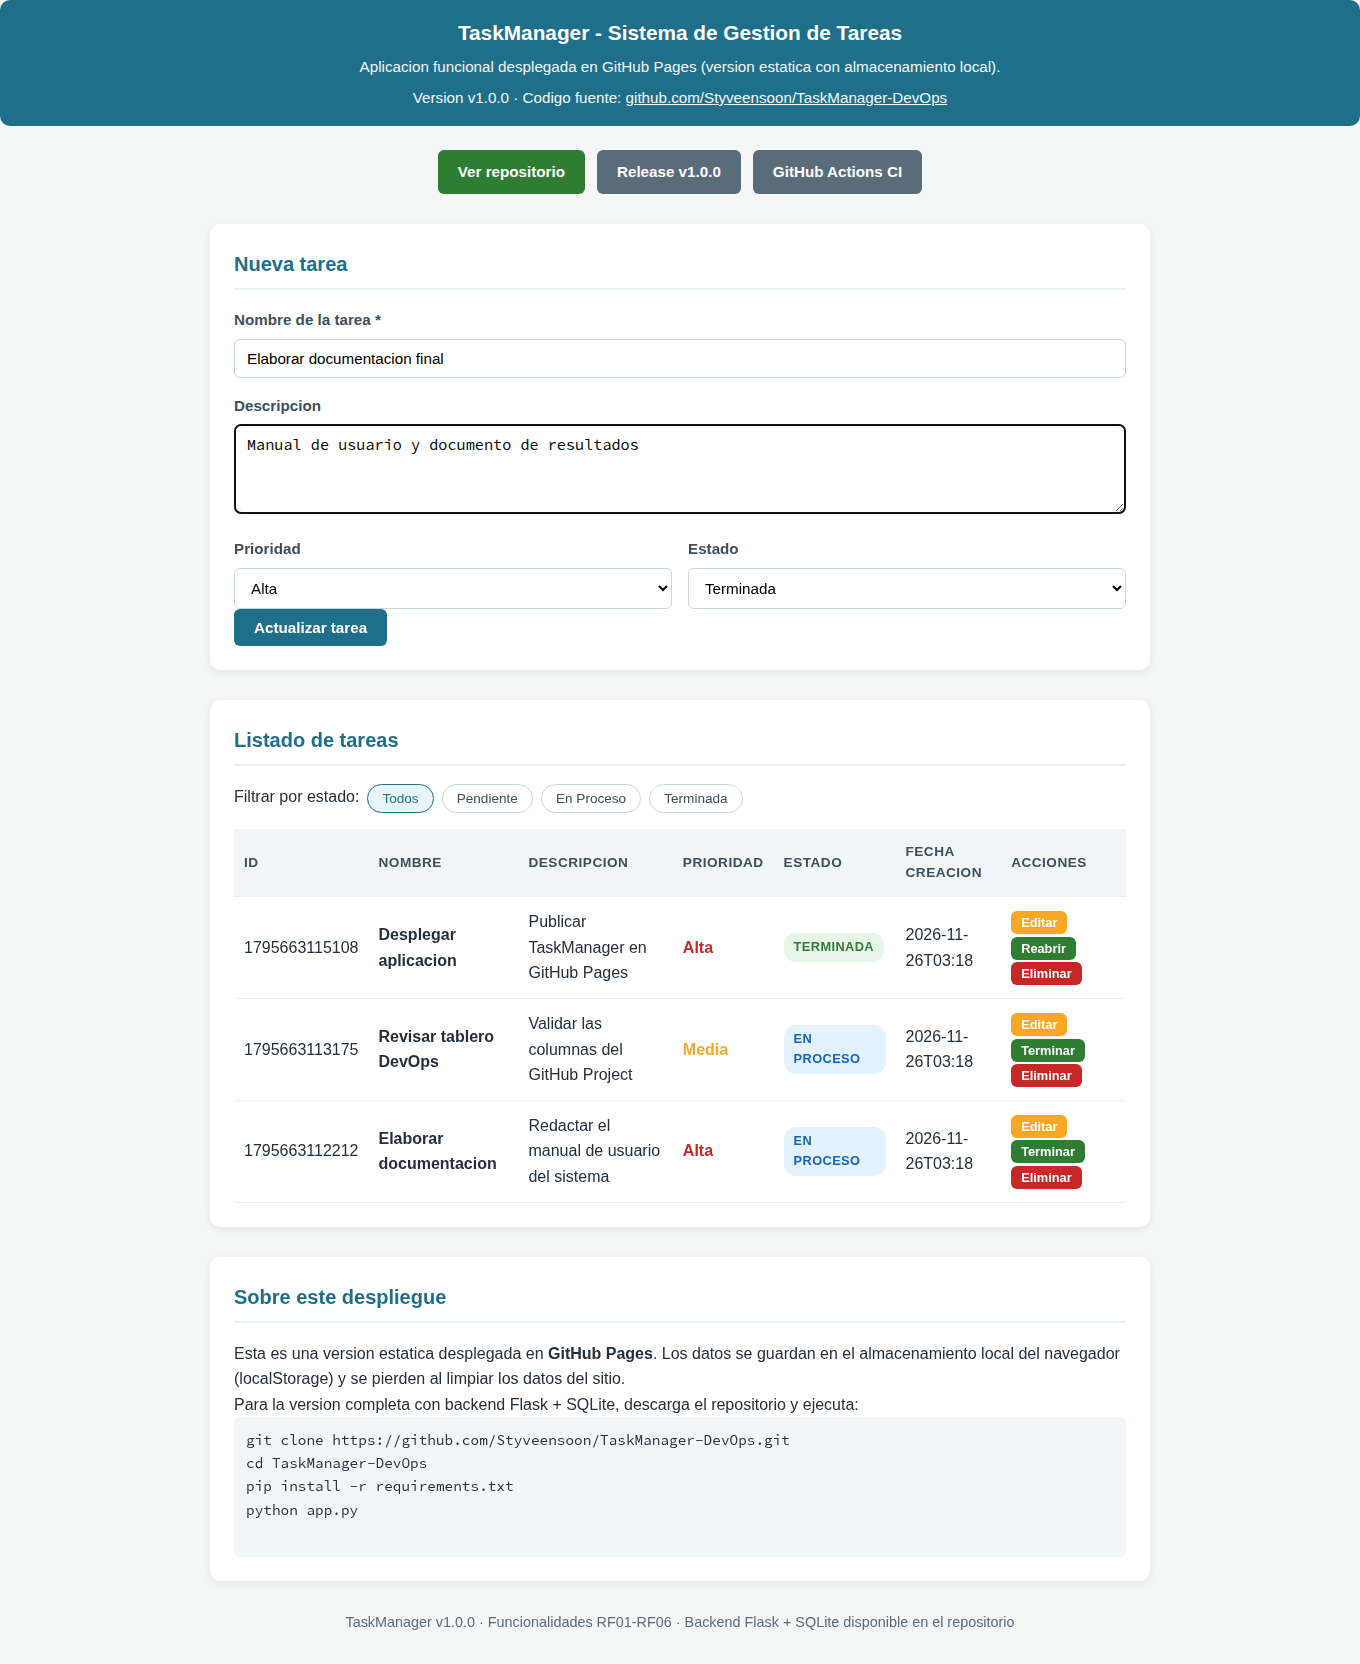 TaskManager - Sistema de Gestion de Tareas
Aplicacion funcional desplegada en GitHub Pages (version estatica con almacenamiento local).
Version v1.0.0 · Codigo fuente: github.com/Styveensoon/TaskManager-DevOps
Ver repositorio Release v1.0.0 GitHub Actions CI
Nueva tarea
Nombre de la tarea *
Elaborar documentacion final
Descripcion
Manual de usuario y documento de resultados
Prioridad Estado
Alta Terminada
Actualizar tarea
Listado de tareas
Filtrar por estado: Todos Pendiente En Proceso Terminada
ID NOMBRE DESCRIPCION PRIORIDAD ESTADO FECHA CREACION ACCIONES
1795663115108 Desplegar aplicacion Publicar TaskManager en GitHub Pages Alta TERMINADA 2026-11-26T03:18 Editar Reabrir Eliminar
1795663113175 Revisar tablero DevOps Validar las columnas del GitHub Project Media EN PROCESO 2026-11-26T03:18 Editar Terminar Eliminar
1795663112212 Elaborar documentacion Redactar el manual de usuario del sistema Alta EN PROCESO 2026-11-26T03:18 Editar Terminar Eliminar
Sobre este despliegue
Esta es una version estatica desplegada en GitHub Pages. Los datos se guardan en el almacenamiento local del navegador
(localStorage) y se pierden al limpiar los datos del sitio.
Para la version completa con backend Flask + SQLite, descarga el repositorio y ejecuta:
git clone https://github.com/Styveensoon/TaskManager-DevOps.git
cd TaskManager-DevOps
pip install -r requirements.txt
python app.py
TaskManager v1.0.0 · Funcionalidades RF01-RF06 · Backend Flask + SQLite disponible en el repositorio